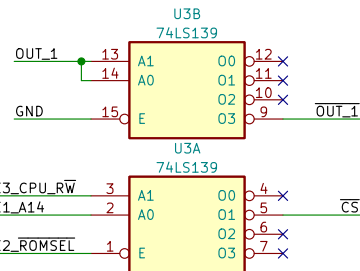 U3B
74LS139
OUT_1 13 A1 O0 12
14 A0 O1 11
O2 10
GND 15 E O3 9 OUT_1
U3A
74LS139
3_CPU_RW 3 A1 O0 4
1_A14 2 A0 O1 5 CS
O2 6
2_ROMSEL 1 E O3 7